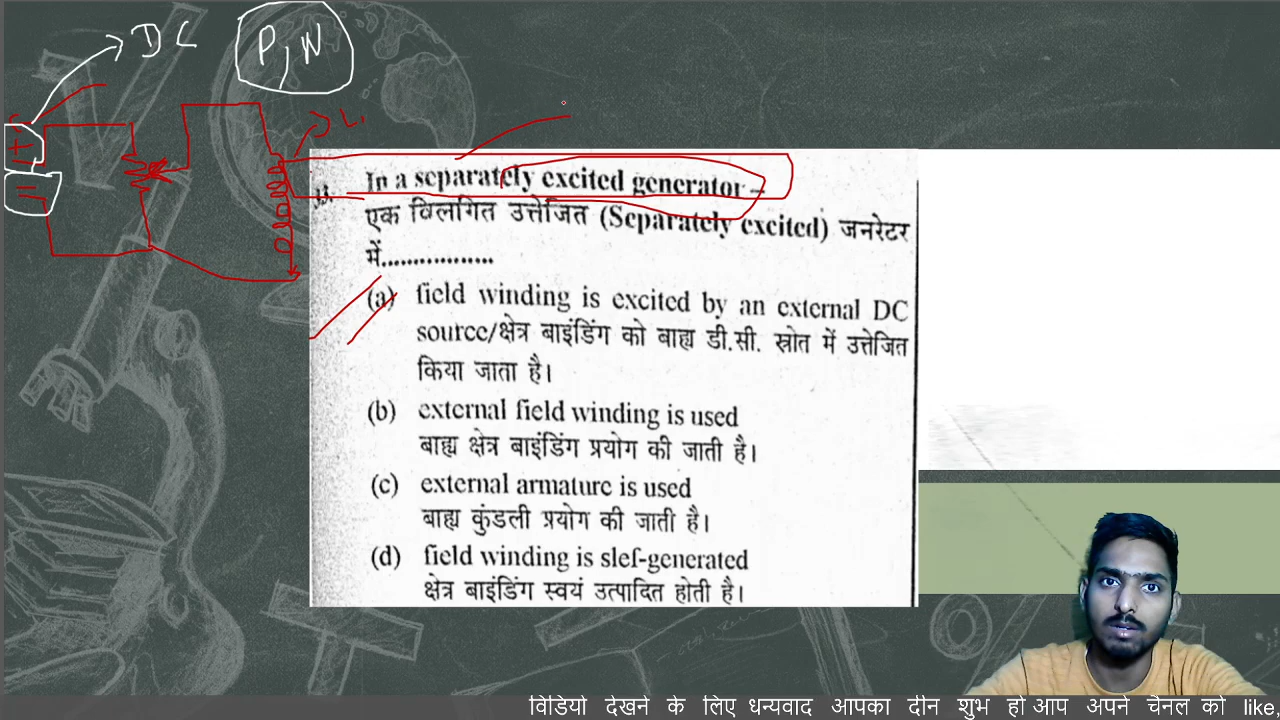 DC
P, N
33. In a separately excited generator –
एक विलगित उत्तेजित (Separately excited) जनरेटर
में.................
(a) field winding is excited by an external DC
source/क्षेत्र बाइंडिंग को बाह्य डी.सी. स्रोत में उत्तेजित
किया जाता है।
(b) external field winding is used
बाह्य क्षेत्र बाइंडिंग प्रयोग की जाती है।
(c) external armature is used
बाह्य कुंडली प्रयोग की जाती है।
(d) field winding is slef-generated
क्षेत्र बाइंडिंग स्वयं उत्पादित होती है।
विडियो देखने के लिए धन्यवाद आपका दीन शुभ हो आप अपने चैनल को like,